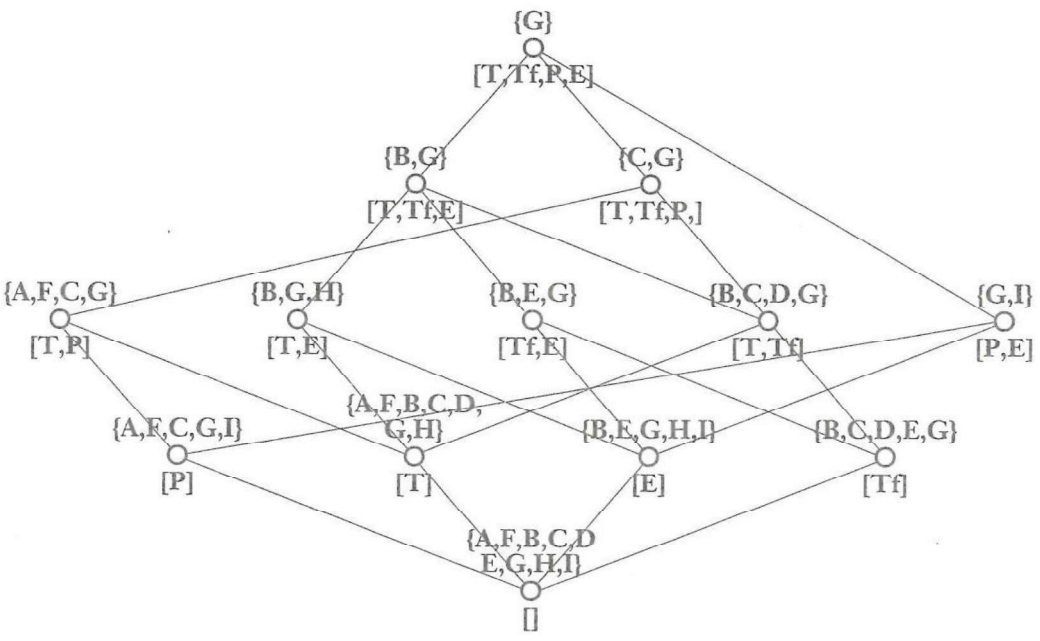 {G}
[T,Tf,P,E]
{B,G} {C,G}
[T,Tf,E] [T,Tf,P,]
{A,F,C,G} {B,G,H} {B,E,G} {B,C,D,G} {G,I}
[T,P] [T,E] [Tf,E] [T,Tf] [P,E]
{A,F,C,G,I} {A,F,B,C,D,
G,H} {B,E,G,H,I} {B,C,D,E,G}
[P] [T] [E] [Tf]
{A,F,B,C,D
E,G,H,I}
[]